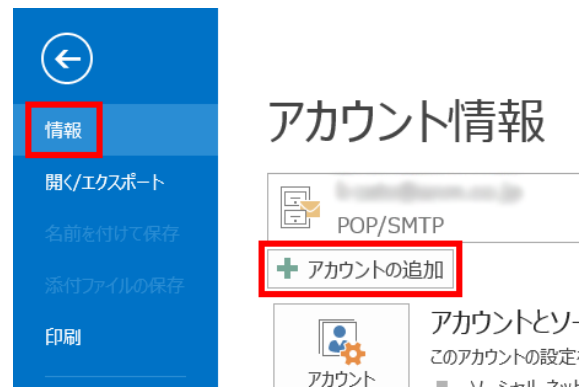 情報
開く/エクスポート
名前を付けて保存
添付ファイルの保存
印刷
アカウント情報
POP/SMTP
アカウントの追加
アカウント
アカウントとソー
このアカウントの設定